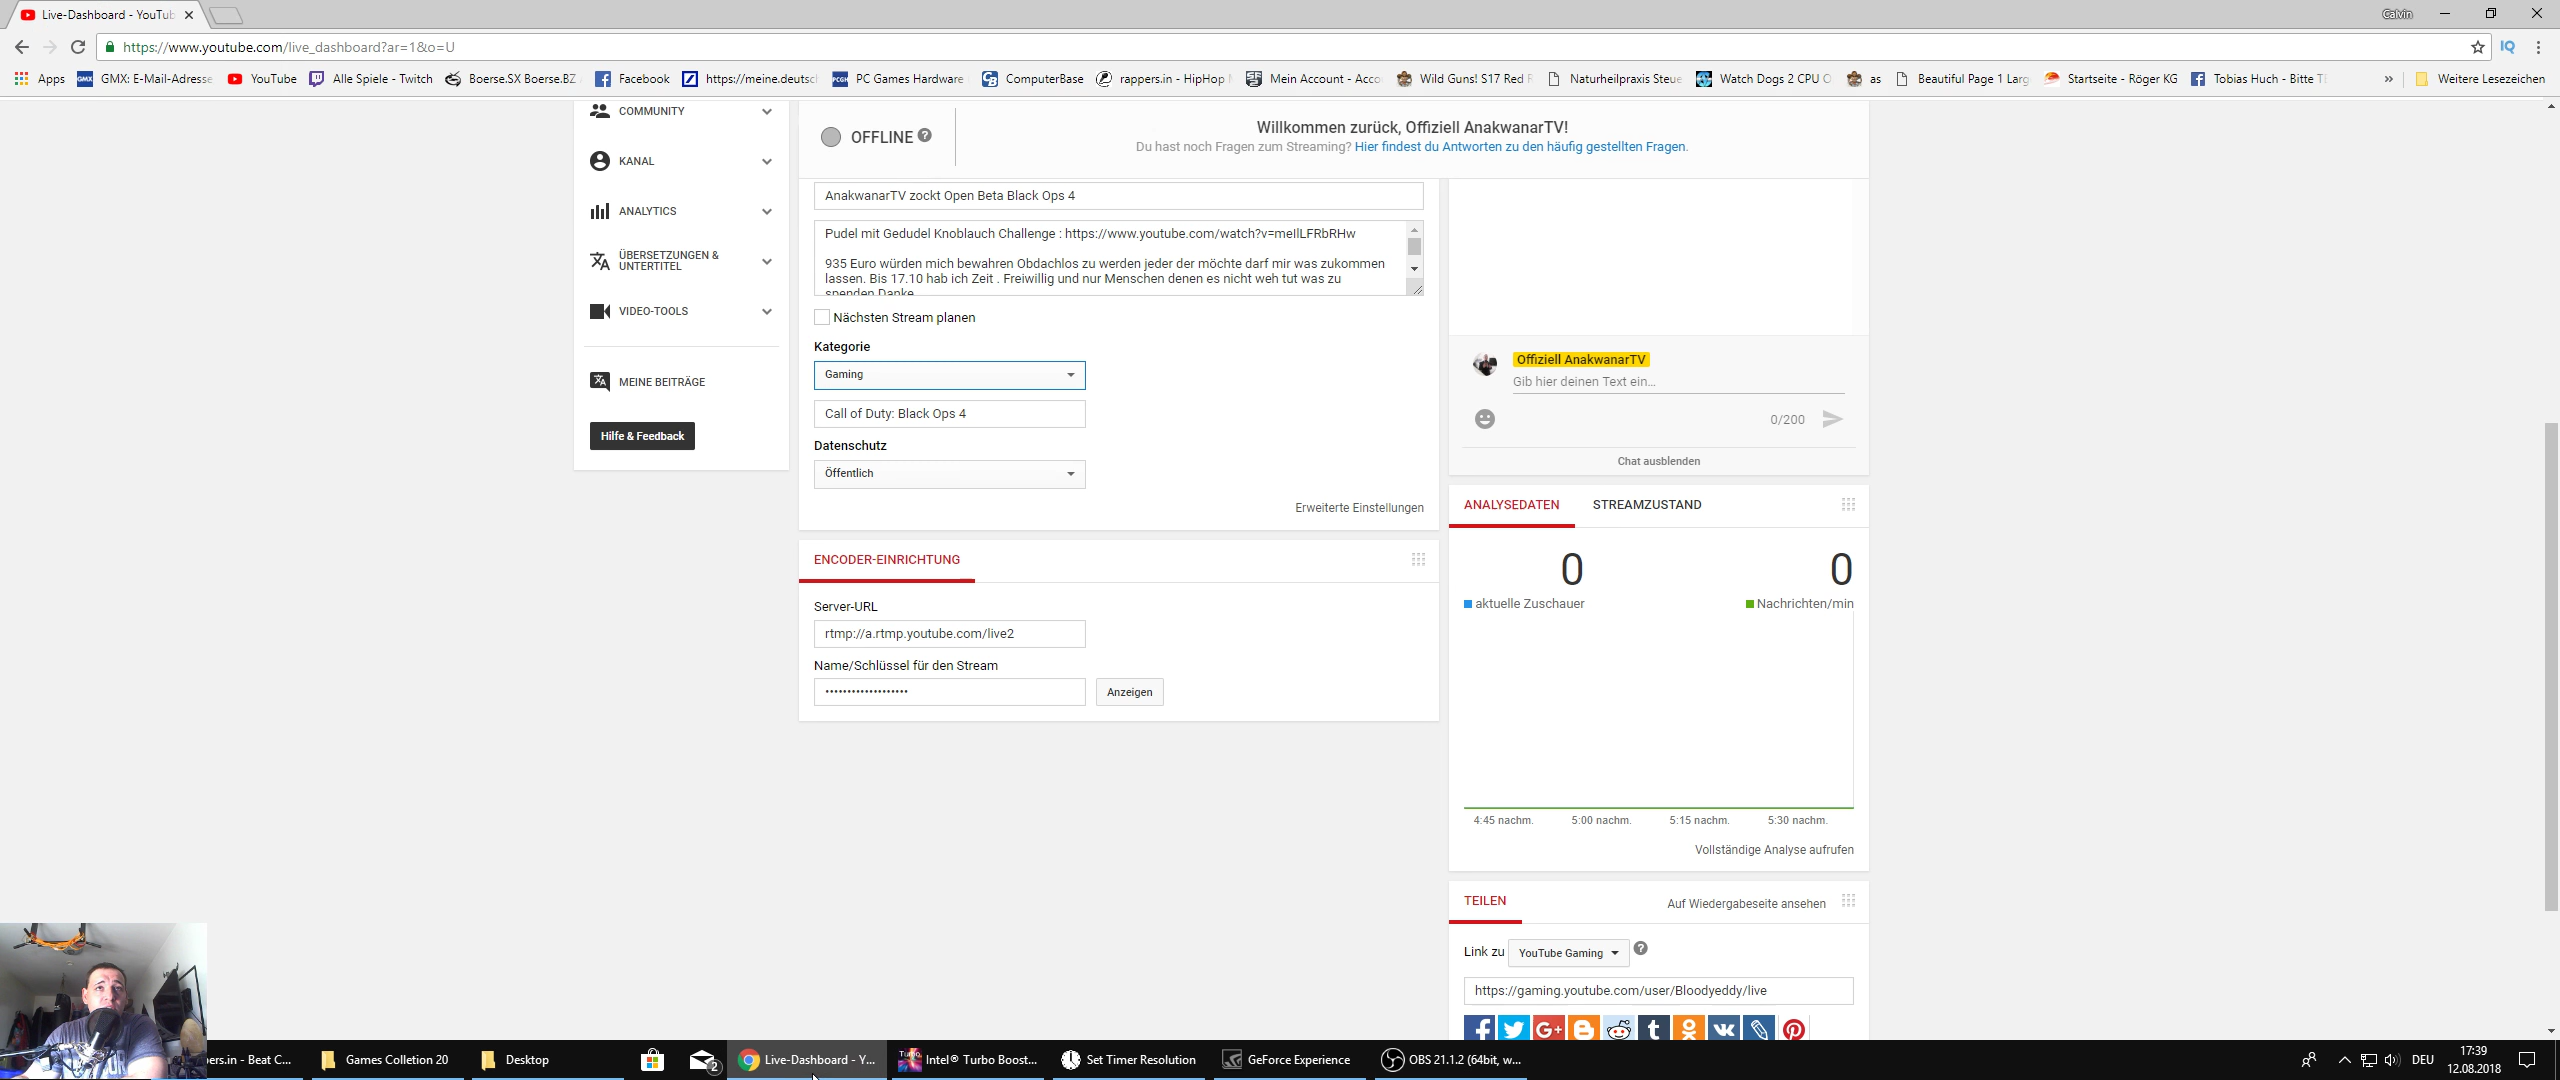 Live-Dashboard - YouTub
Calvin
https://www.youtube.com/live_dashboard?ar=1&o=U
IQ
Apps
GMX: E-Mail-Adresse
YouTube
Alle Spiele - Twitch
Boerse.SX Boerse.BZ
Facebook
https://meine.deutsc
PC Games Hardware
ComputerBase
rappers.in - HipHop
Mein Account - Acco
Wild Guns! S17 Red
Naturheilpraxis Steue
Watch Dogs 2 CPU
as
Beautiful Page 1 Larg
Startseite - Röger KG
Tobias Huch - Bitte
»
Weitere Lesezeichen
COMMUNITY
KANAL
ANALYTICS
ÜBERSETZUNGEN &
UNTERTITEL
VIDEO-TOOLS
MEINE BEITRÄGE
Hilfe & Feedback
OFFLINE
Willkommen zurück, Offiziell AnakwanarTV!
Du hast noch Fragen zum Streaming? Hier findest du Antworten zu den häufig gestellten Fragen.
AnakwanarTV zockt Open Beta Black Ops 4
Pudel mit Gedudel Knoblauch Challenge : https://www.youtube.com/watch?v=meIlLFRbRHw
935 Euro würden mich bewahren Obdachlos zu werden jeder der möchte darf mir was zukommen
lassen. Bis 17.10 hab ich Zeit . Freiwillig und nur Menschen denen es nicht weh tut was zu
spenden Danke
Nächsten Stream planen
Kategorie
Gaming
Call of Duty: Black Ops 4
Datenschutz
Öffentlich
Erweiterte Einstellungen
ENCODER-EINRICHTUNG
Server-URL
rtmp://a.rtmp.youtube.com/live2
Name/Schlüssel für den Stream
•••••••••••••••••••
Anzeigen
Offiziell AnakwanarTV
Gib hier deinen Text ein...
0/200
Chat ausblenden
ANALYSEDATEN STREAMZUSTAND
0 0
aktuelle Zuschauer Nachrichten/min
4:45 nachm. 5:00 nachm. 5:15 nachm. 5:30 nachm.
Vollständige Analyse aufrufen
TEILEN
Auf Wiedergabeseite ansehen
Link zu YouTube Gaming
https://gaming.youtube.com/user/Bloodyeddy/live
pers.in - Beat C...
Games Colletion 20
Desktop
2
Live-Dashboard - Y...
Intel® Turbo Boost...
Set Timer Resolution
GeForce Experience
OBS 21.1.2 (64bit, w...
DEU
17:39
12.08.2018